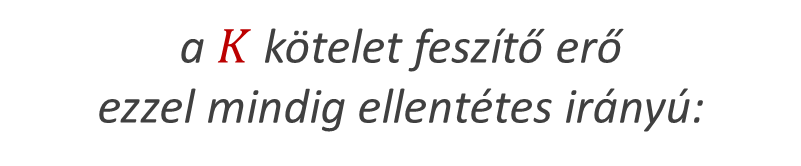 a K kötelet feszítő erő
ezzel mindig ellentétes irányú: